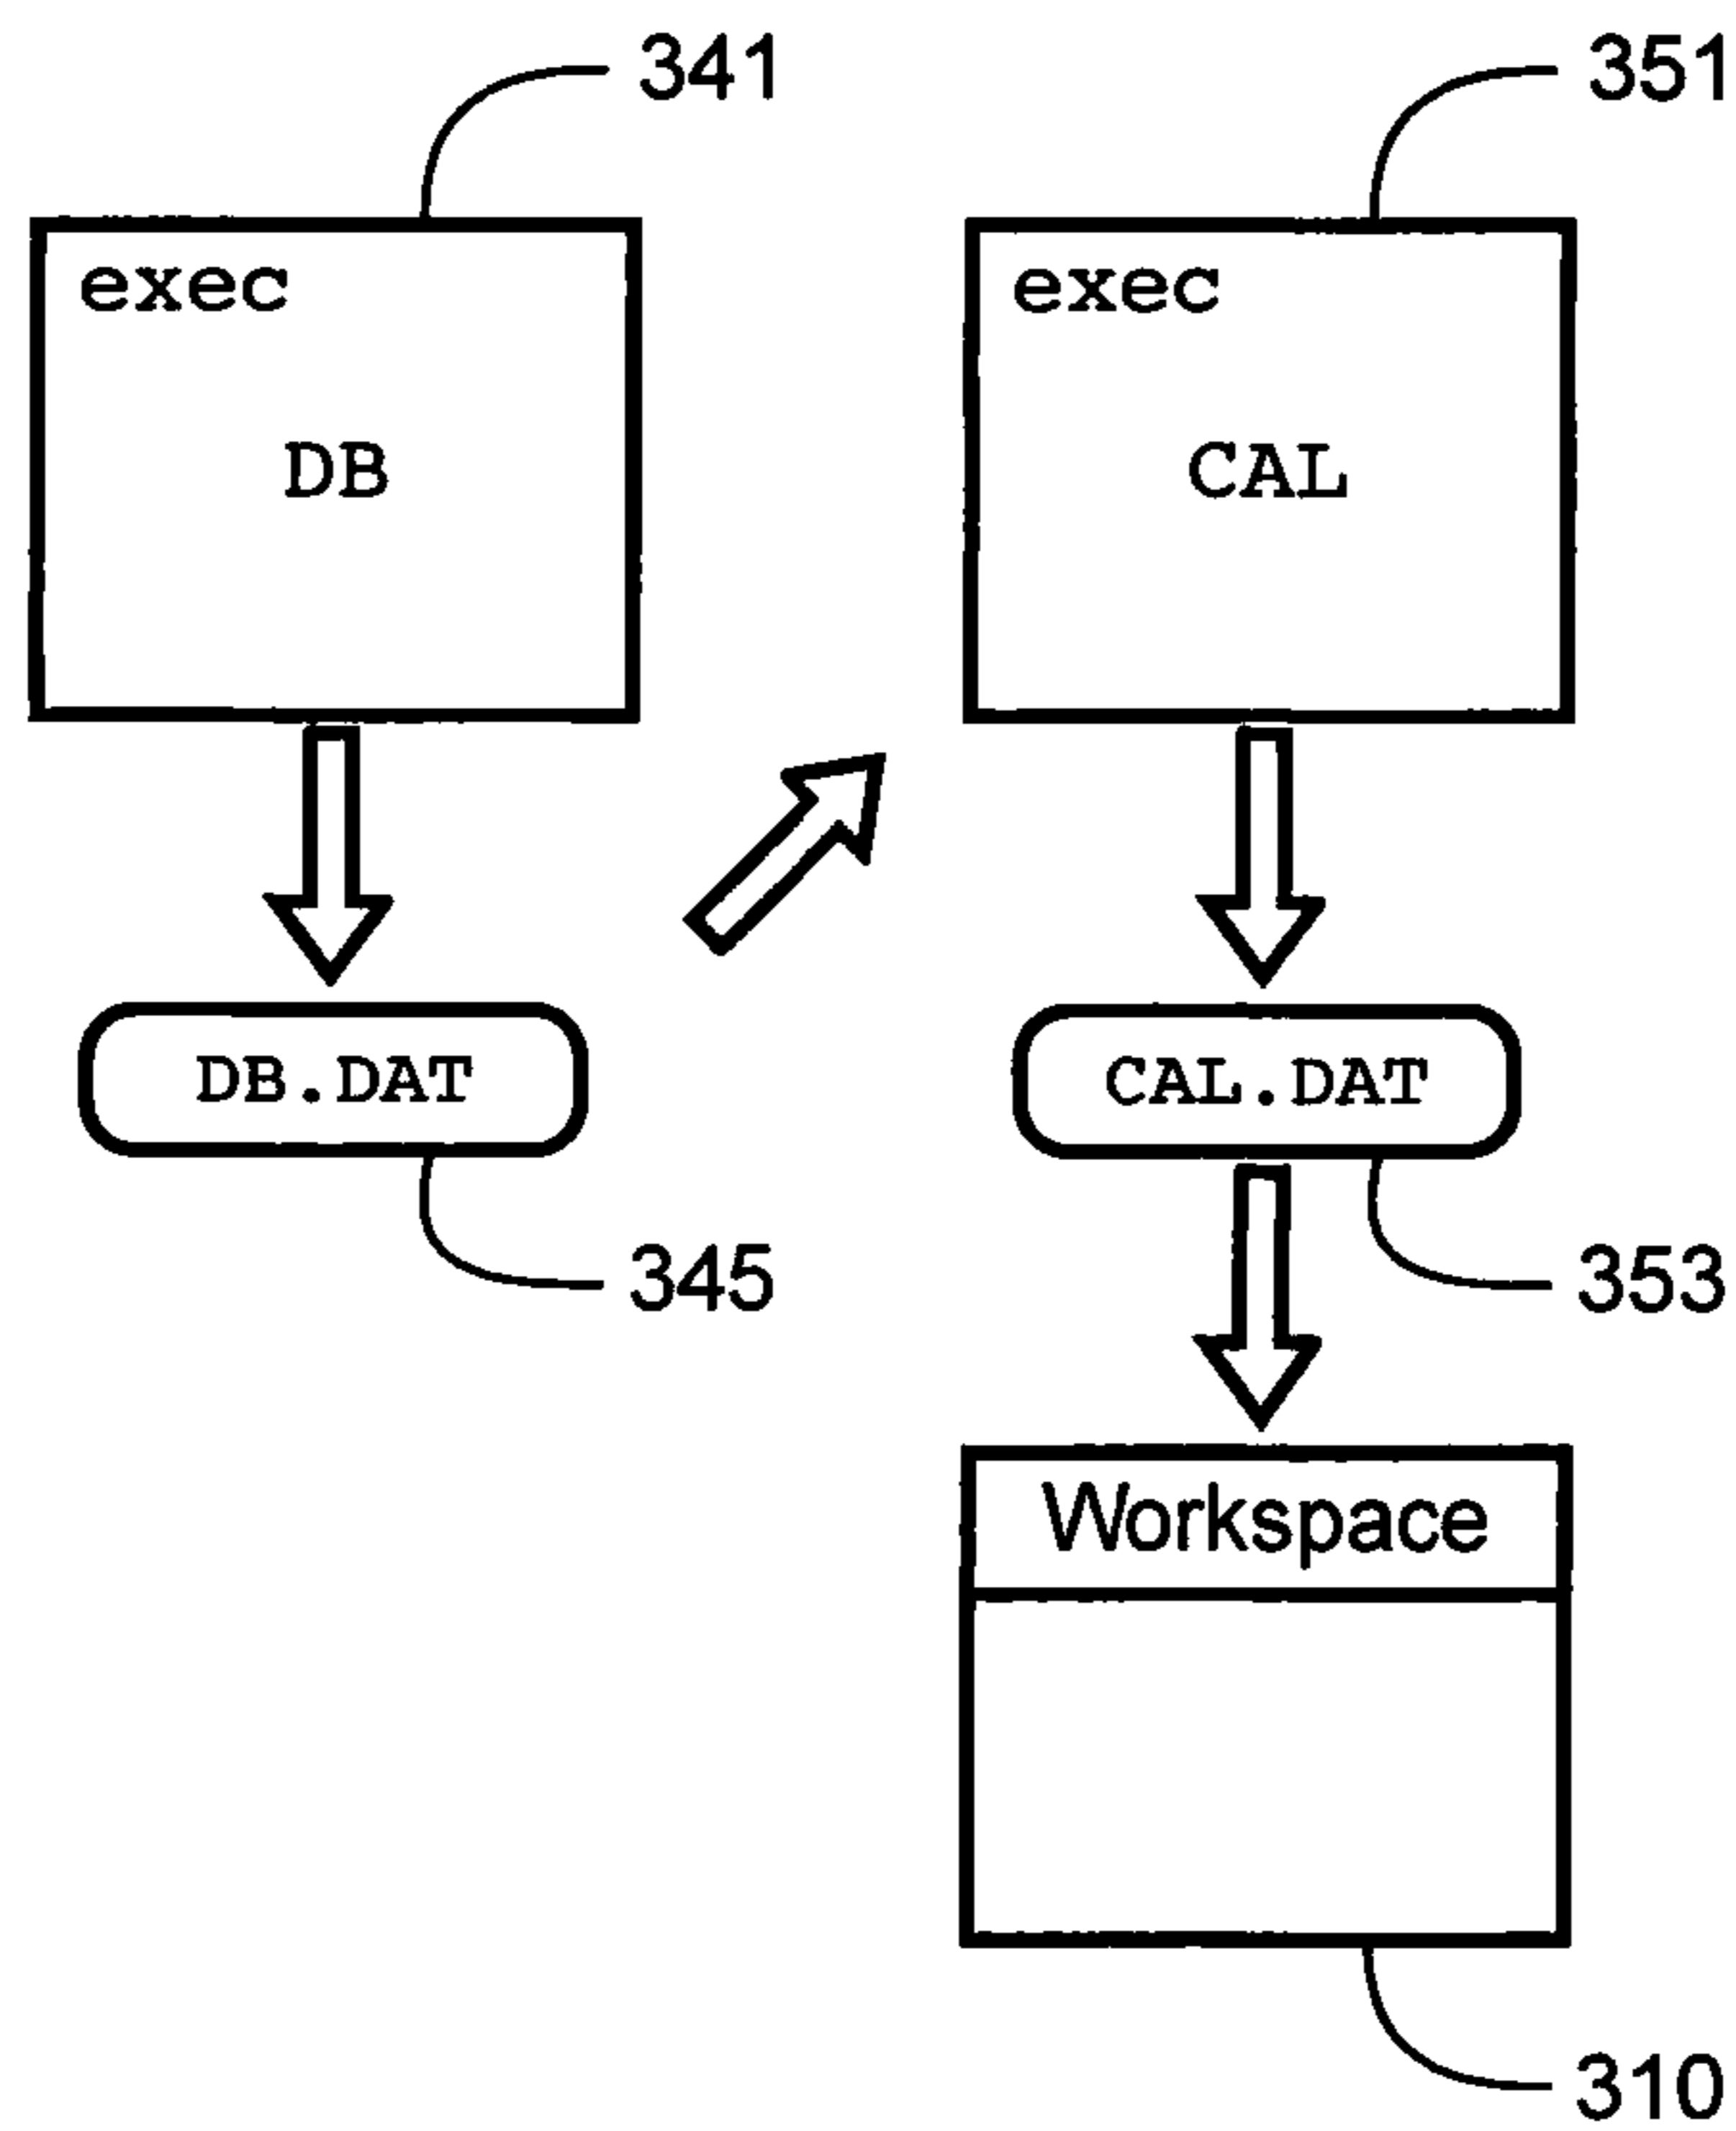 341
351
exec
exec
DB
CAL
DB.DAT
CAL.DAT
345
353
Workspace
310